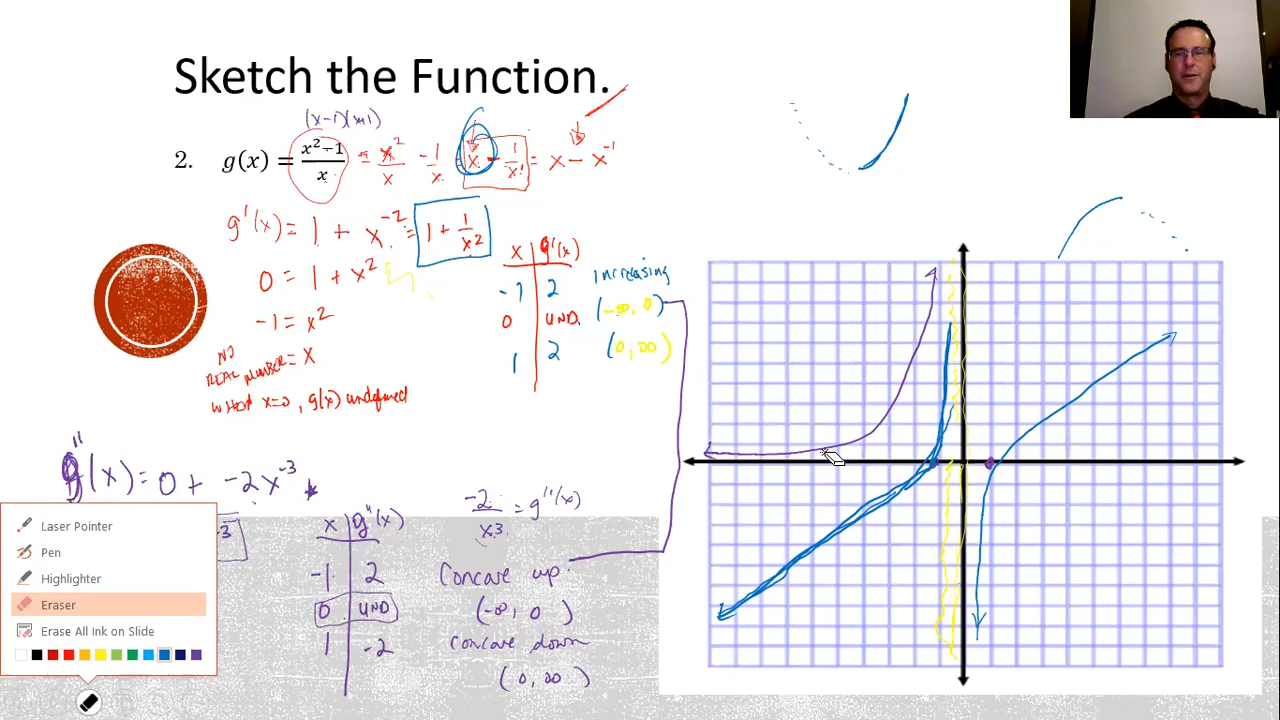 Sketch the Function.
(x-1)(x+1)
2. g(x) = x²−1/x = x²/x - 1/x = x - 1/x¹ = x - x⁻¹
g'(x) = 1 + x⁻² = 1 + 1/x²
0 = 1 + x²
-1 = x²
NO REAL NUMBER = X
when x=0, g(x) undefined
x g'(x)
-1 2
0 UND.
1 2
increasing
(-∞, 0)
(0, ∞)
g''(x) = 0 + -2x⁻³
-3
x g''(x)
-1 2
0 UND
1 -2
-2/x³ = g''(x)
Concave up
(-∞, 0)
Concave down
(0, ∞)
Laser Pointer
Pen
Highlighter
Eraser
Erase All Ink on Slide